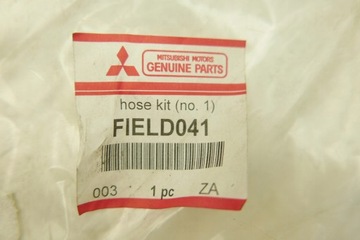 MITSUBISHI MOTORS
GENUINE PARTS
hose kit (no. 1)
FIELD041
003 1 pc ZA